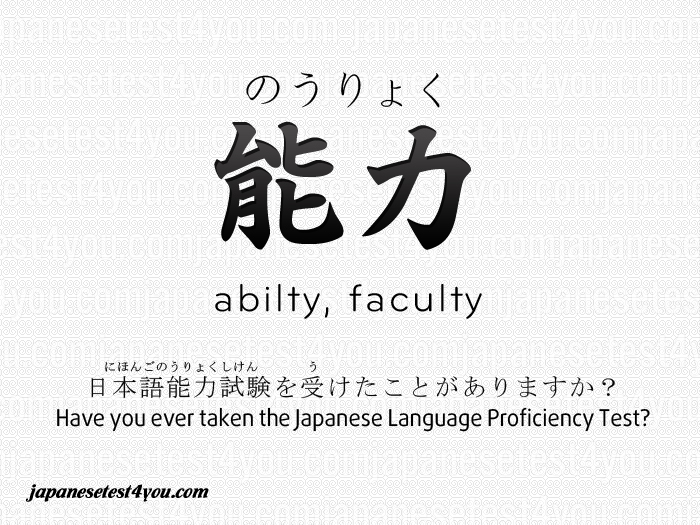 のうりょく
能力
abilty, faculty
にほんごのうりょくしけん う
日本語能力試験を受けたことがありますか？
Have you ever taken the Japanese Language Proficiency Test?
japanesetest4you.com